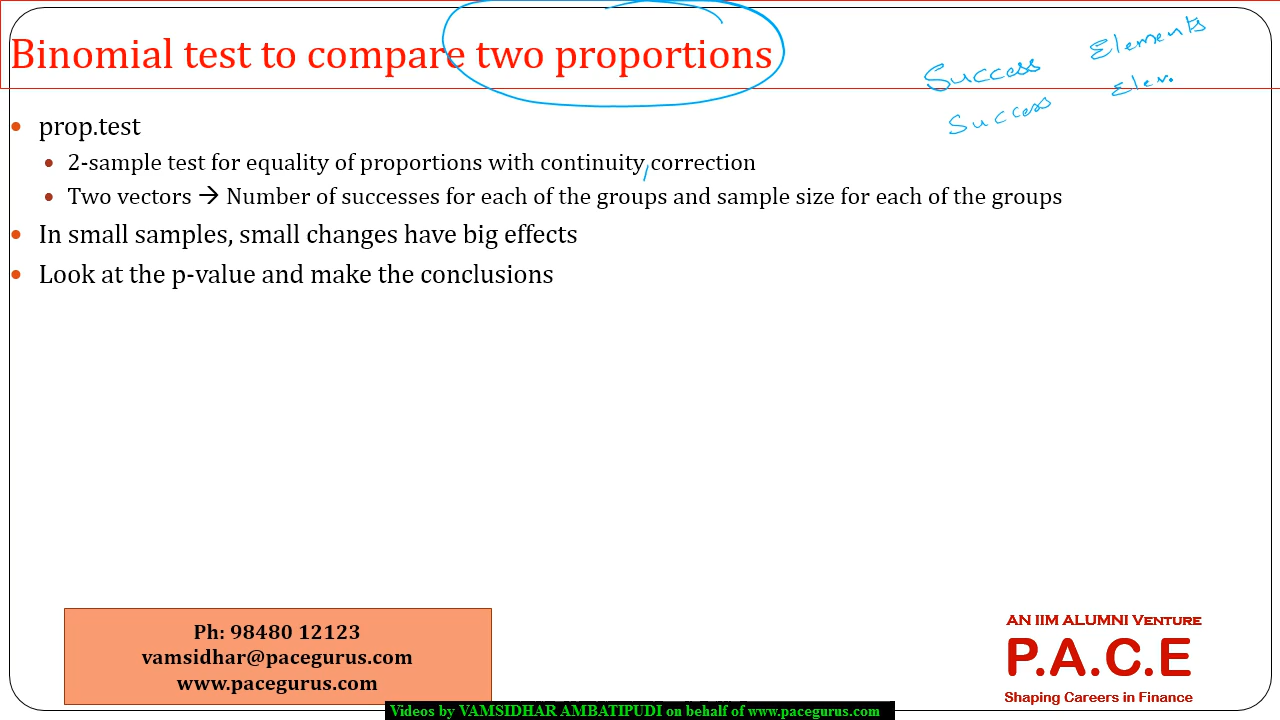 Binomial test to compare two proportions
Success Elements
Success
• prop.test
• 2-sample test for equality of proportions with continuity correction
• Two vectors → Number of successes for each of the groups and sample size for each of the groups
• In small samples, small changes have big effects
• Look at the p-value and make the conclusions
Ph: 98480 12123
vamsidhar@pacegurus.com
www.pacegurus.com
AN IIM ALUMNI VENTURE
P.A.C.E
Shaping Careers in Finance
Videos by VAMSIDHAR AMBATIPUDI on behalf of www.pacegurus.com